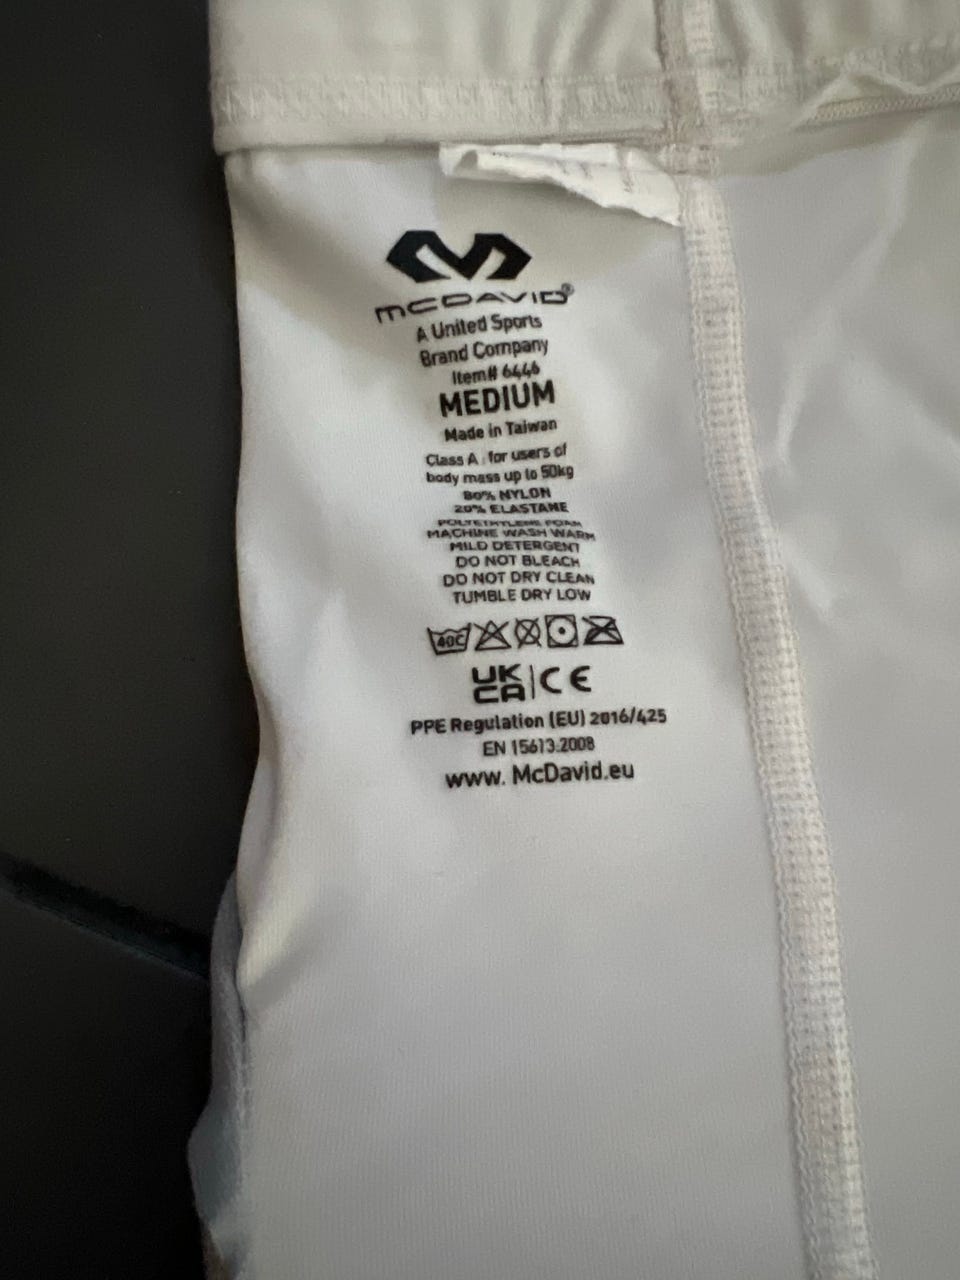 McDAVID®
A United Sports
Brand Company
Item# 6446
MEDIUM
Made in Taiwan
Class A : for users of
body mass up to 50kg
80% NYLON
20% ELASTANE
POLYETHYLENE FOAM
MACHINE WASH WARM
MILD DETERGENT
DO NOT BLEACH
DO NOT DRY CLEAN
TUMBLE DRY LOW
40C
UK CA | CE
PPE Regulation (EU) 2016/425
EN 15613:2008
www. McDavid.eu